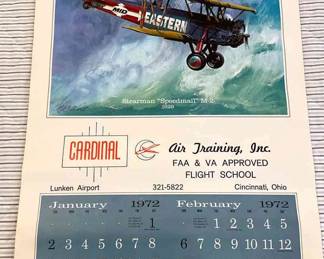 MID
EASTERN
Stearman "Speedmail" M-2
CARDINAL Air Training, Inc.
FAA & VA APPROVED
FLIGHT SCHOOL
Lunken Airport 321-5822 Cincinnati, Ohio
January 1972 February 1972
1 1 2 3 4 5
2 3 4 5 6 7 8 6 7 8 9 10 11 12